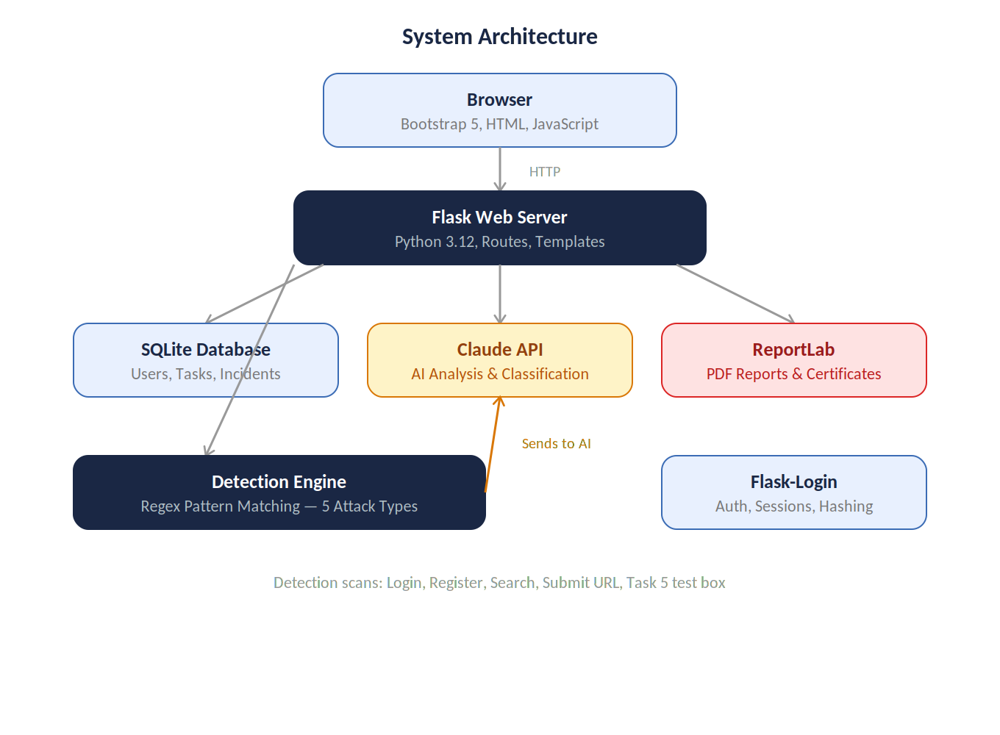 System Architecture
Browser
Bootstrap 5, HTML, JavaScript
HTTP
Flask Web Server
Python 3.12, Routes, Templates
SQLite Database
Users, Tasks, Incidents
Claude API
AI Analysis & Classification
ReportLab
PDF Reports & Certificates
Sends to AI
Detection Engine
Regex Pattern Matching — 5 Attack Types
Flask-Login
Auth, Sessions, Hashing
Detection scans: Login, Register, Search, Submit URL, Task 5 test box